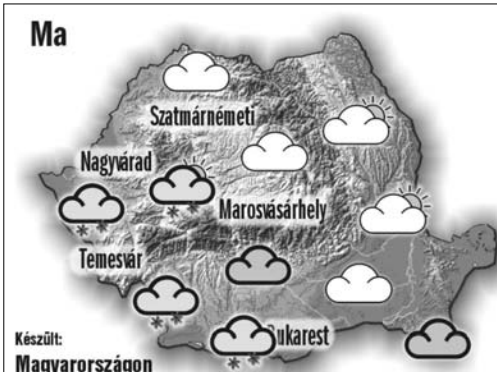 Ma
Szatmárnémeti
Nagyvárad
Marosvásárhely
Temesvár
Bukarest
Készült:
Magyarországon